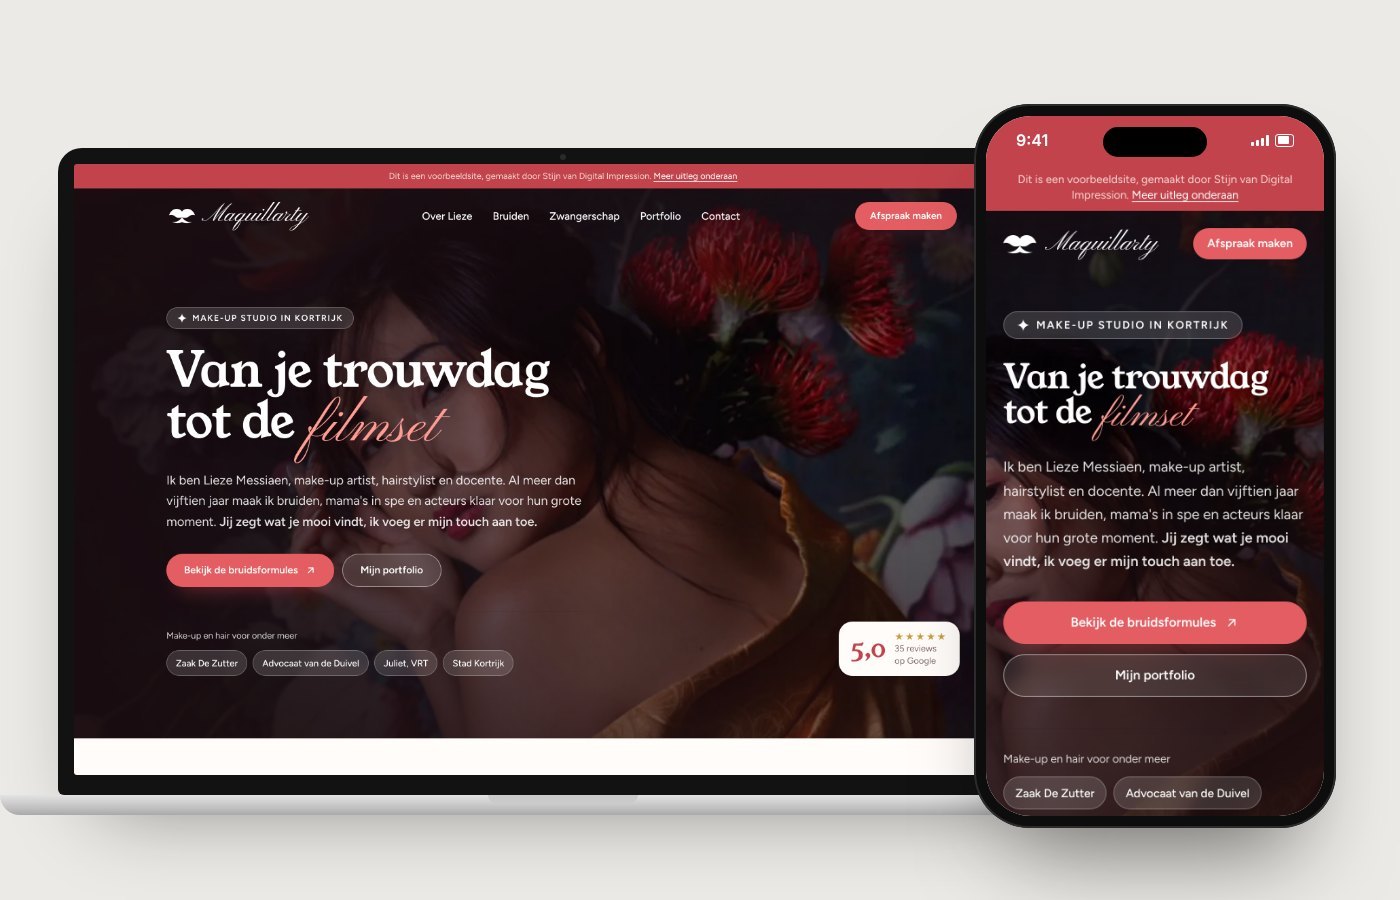 Dit is een voorbeeldsite, gemaakt door Stijn van Digital Impression. Meer uitleg onderaan
Maquillarty
Over Lieze
Bruiden
Zwangerschap
Portfolio
Contact
Afspraak maken
MAKE-UP STUDIO IN KORTRIJK
Van je trouwdag
tot de filmset
Ik ben Lieze Messiaen, make-up artist, hairstylist en docente. Al meer dan
vijftien jaar maak ik bruiden, mama's in spe en acteurs klaar voor hun grote
moment. Jij zegt wat je mooi vindt, ik voeg er mijn touch aan toe.
Bekijk de bruidsformules
Mijn portfolio
Make-up en hair voor onder meer
Zaak De Zutter
Advocaat van de Duivel
Juliet, VRT
Stad Kortrijk
5,0
35 reviews
op Google
9:41
Dit is een voorbeeldsite, gemaakt door Stijn van Digital
Impression. Meer uitleg onderaan
Maquillarty
Afspraak maken
MAKE-UP STUDIO IN KORTRIJK
Van je trouwdag
tot de filmset
Ik ben Lieze Messiaen, make-up artist,
hairstylist en docente. Al meer dan vijftien jaar
maak ik bruiden, mama's in spe en acteurs klaar
voor hun grote moment. Jij zegt wat je mooi
vindt, ik voeg er mijn touch aan toe.
Bekijk de bruidsformules
Mijn portfolio
Make-up en hair voor onder meer
Zaak De Zutter
Advocaat van de Duivel